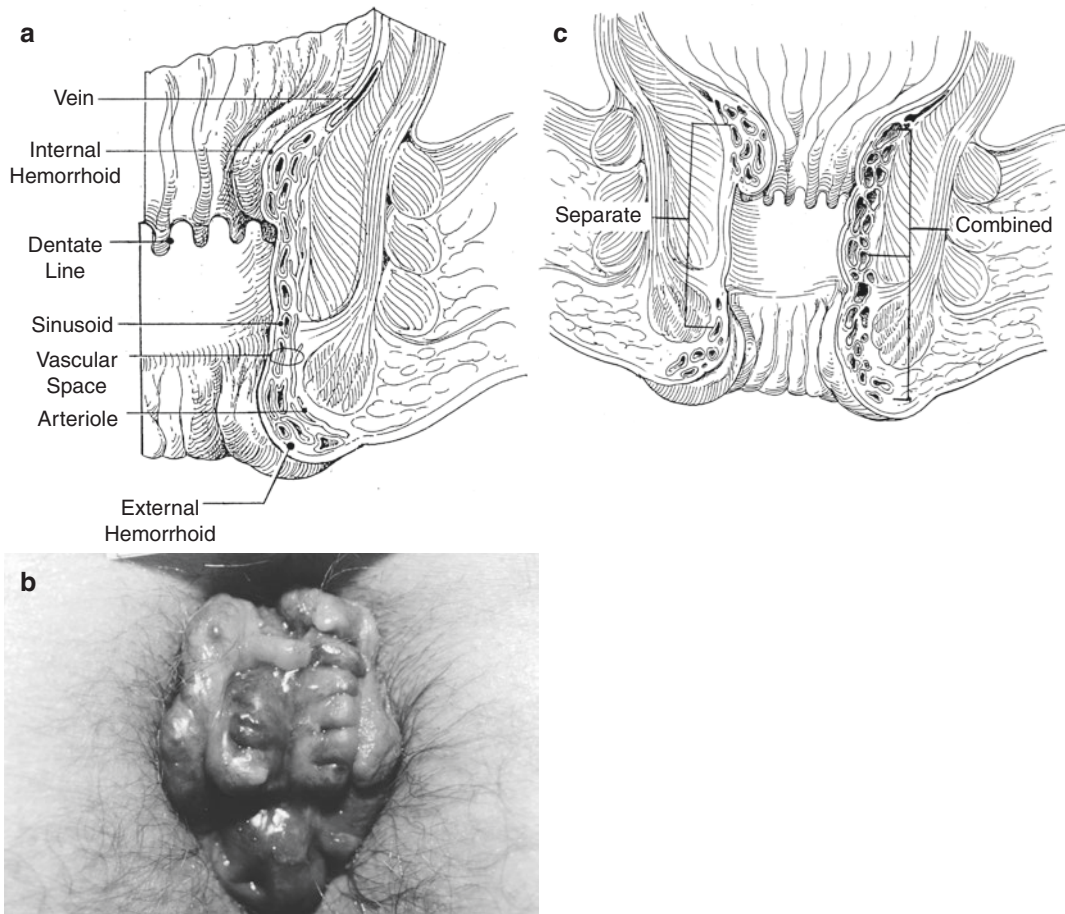 a
Vein
Internal
Hemorrhoid
Dentate
Line
Sinusoid
Vascular
Space
Arteriole
External
Hemorrhoid
c
Separate
Combined
b